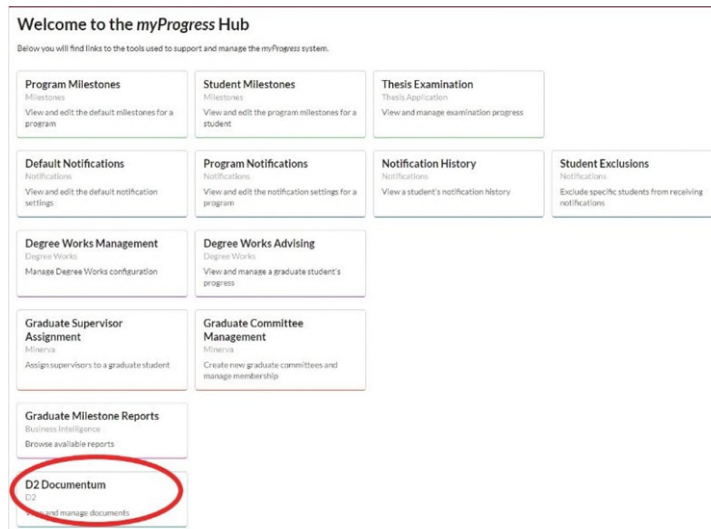 Welcome to the myProgress Hub
Below you will find links to the tools used to support and manage the myProgress system.
Program Milestones
Milestones
View and edit the default milestones for a
program
Student Milestones
Milestones
View and edit the program milestones for a
student
Thesis Examination
Thesis Application
View and manage examination progress
Default Notifications
Notifications
View and edit the default notification
settings
Program Notifications
Notifications
View and edit the notification settings for a
program
Notification History
Notifications
View a student's notification history
Student Exclusions
Notifications
Exclude specific students from receiving
notifications
Degree Works Management
Degree Works
Manage Degree Works configuration
Degree Works Advising
Degree Works
View and manage a graduate student's
progress
Graduate Supervisor
Assignment
Minerva
Assign supervisors to a graduate student
Graduate Committee
Management
Minerva
Create new graduate committees and
manage membership
Graduate Milestone Reports
Business Intelligence
Browse available reports
D2 Documentum
D2
View and manage documents